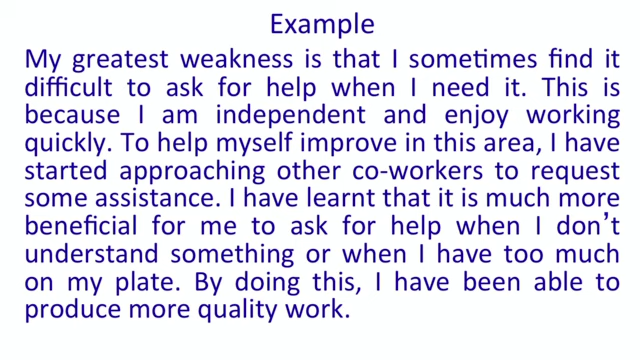 Example
My greatest weakness is that I sometimes find it
difficult to ask for help when I need it. This is
because I am independent and enjoy working
quickly. To help myself improve in this area, I have
started approaching other co-workers to request
some assistance. I have learnt that it is much more
beneficial for me to ask for help when I don’t
understand something or when I have too much
on my plate. By doing this, I have been able to
produce more quality work.